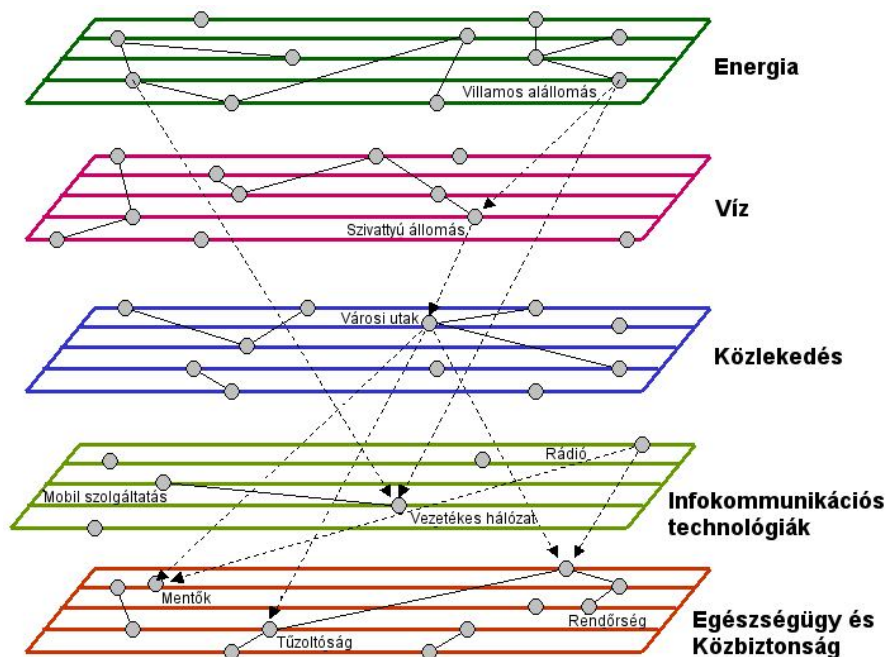 Energia
Villamos alállomás
Víz
Szivattyú állomás
Városi utak
Közlekedés
Rádió
Mobil szolgáltatás
Vezetékes hálózat
Infokommunikációs
technológiák
Mentők
Rendőrség
Tűzoltóság
Egészségügy és
Közbiztonság